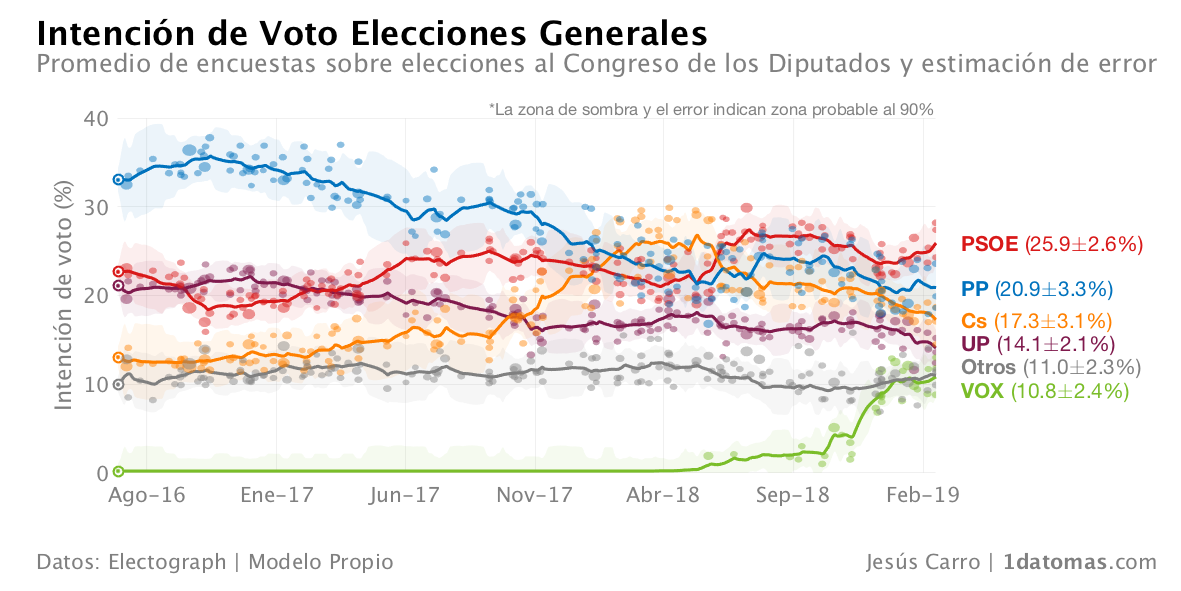 Intención de Voto Elecciones Generales
Promedio de encuestas sobre elecciones al Congreso de los Diputados y estimación de error
*La zona de sombra y el error indican zona probable al 90%
Intención de voto (%)
40
30
20
10
0
Ago-16 Ene-17 Jun-17 Nov-17 Abr-18 Sep-18 Feb-19
PSOE (25.9±2.6%)
PP (20.9±3.3%)
Cs (17.3±3.1%)
UP (14.1±2.1%)
Otros (11.0±2.3%)
VOX (10.8±2.4%)
Datos: Electograph | Modelo Propio
Jesús Carro | 1datomas.com